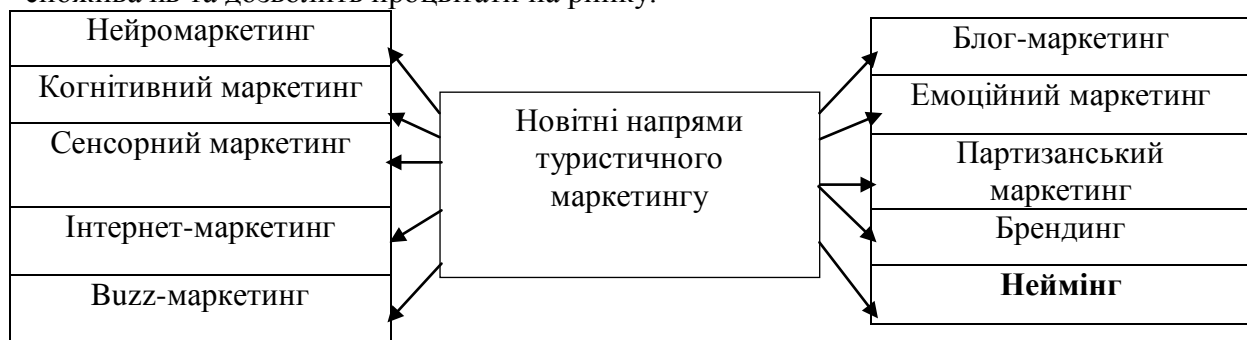 Нейромаркетинг
Когнітивний маркетинг
Сенсорний маркетинг
Інтернет-маркетинг
Buzz-маркетинг
Новітні напрями
туристичного
маркетингу
Блог-маркетинг
Емоційний маркетинг
Партизанський
маркетинг
Брендинг
Неймінг